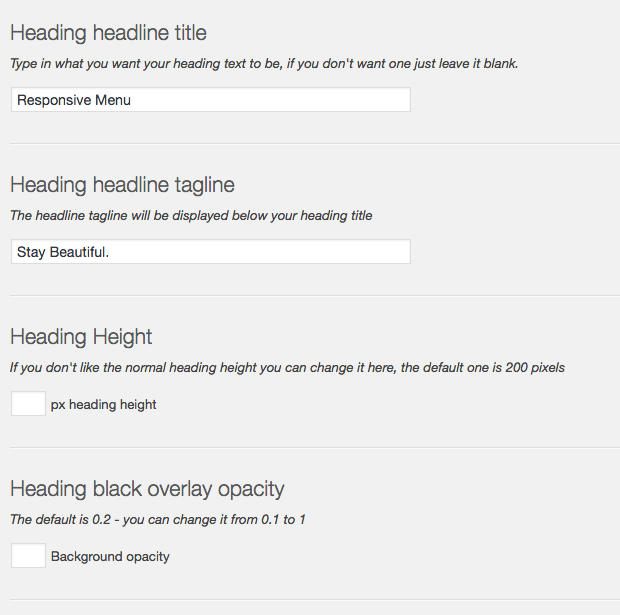 Heading headline title
Type in what you want your heading text to be, if you don't want one just leave it blank.
Responsive Menu
Heading headline tagline
The headline tagline will be displayed below your heading title
Stay Beautiful.
Heading Height
If you don't like the normal heading height you can change it here, the default one is 200 pixels
px heading height
Heading black overlay opacity
The default is 0.2 - you can change it from 0.1 to 1
Background opacity